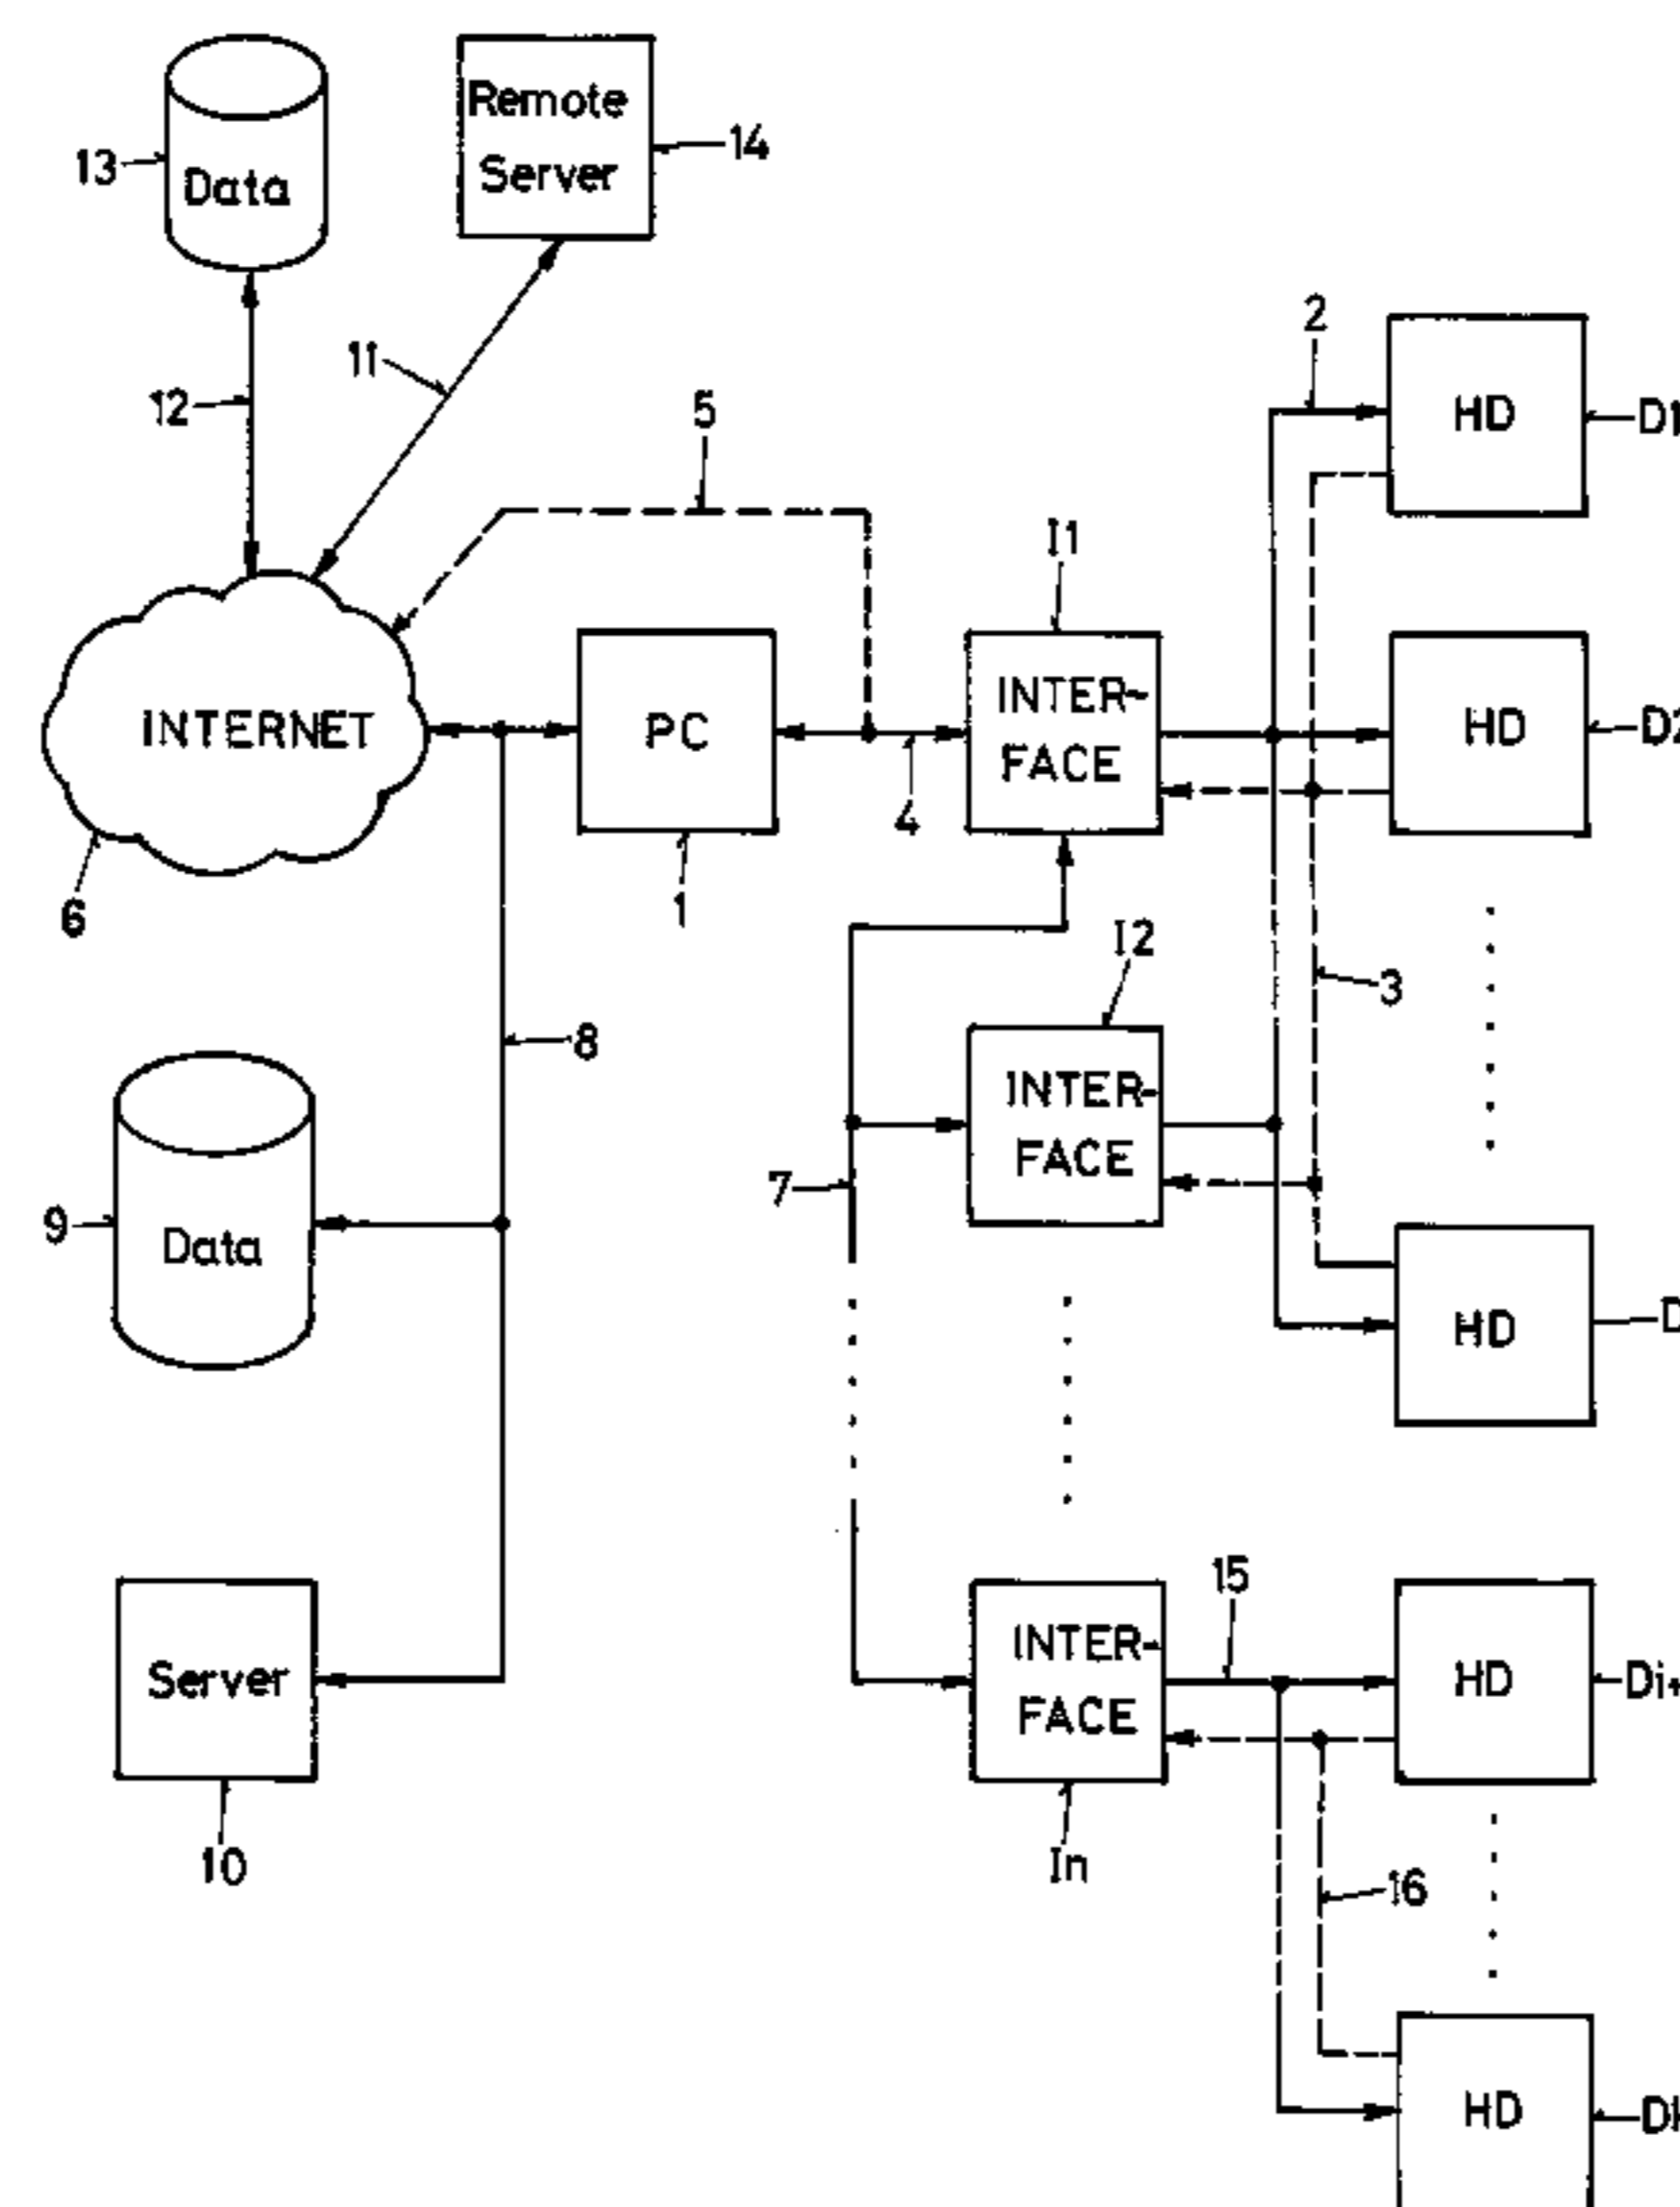 Remote
Server
14
13
Data
2
11
12
5
HD
D1
I1
INTER-
FACE
INTERNET
PC
HD
4
6
1
I2
3
8
INTER-
FACE
7
9
Data
HD
15
INTER-
FACE
Server
HD
10
In
16
HD